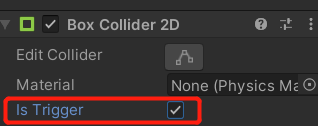 Box Collider 2D
Edit Collider
Material None (Physics Ma
Is Trigger